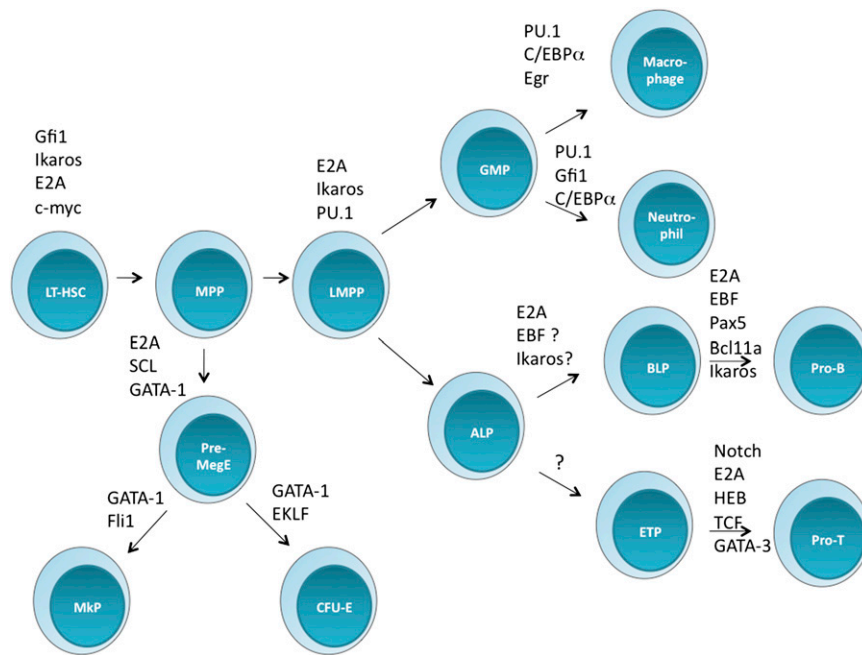 PU.1
C/EBPα
Egr
Macro-
phage
Gfi1
Ikaros
E2A
c-myc
E2A
Ikaros
PU.1
GMP
PU.1
Gfi1
C/EBPα
Neutro-
phil
LT-HSC
MPP
LMPP
E2A
SCL
GATA-1
E2A
EBF ?
Ikaros?
BLP
E2A
EBF
Pax5
Bcl11a
Ikaros
Pro-B
ALP
Pre-
MegE
?
GATA-1
Fli1
GATA-1
EKLF
ETP
Notch
E2A
HEB
TCF
GATA-3
Pro-T
MkP
CFU-E